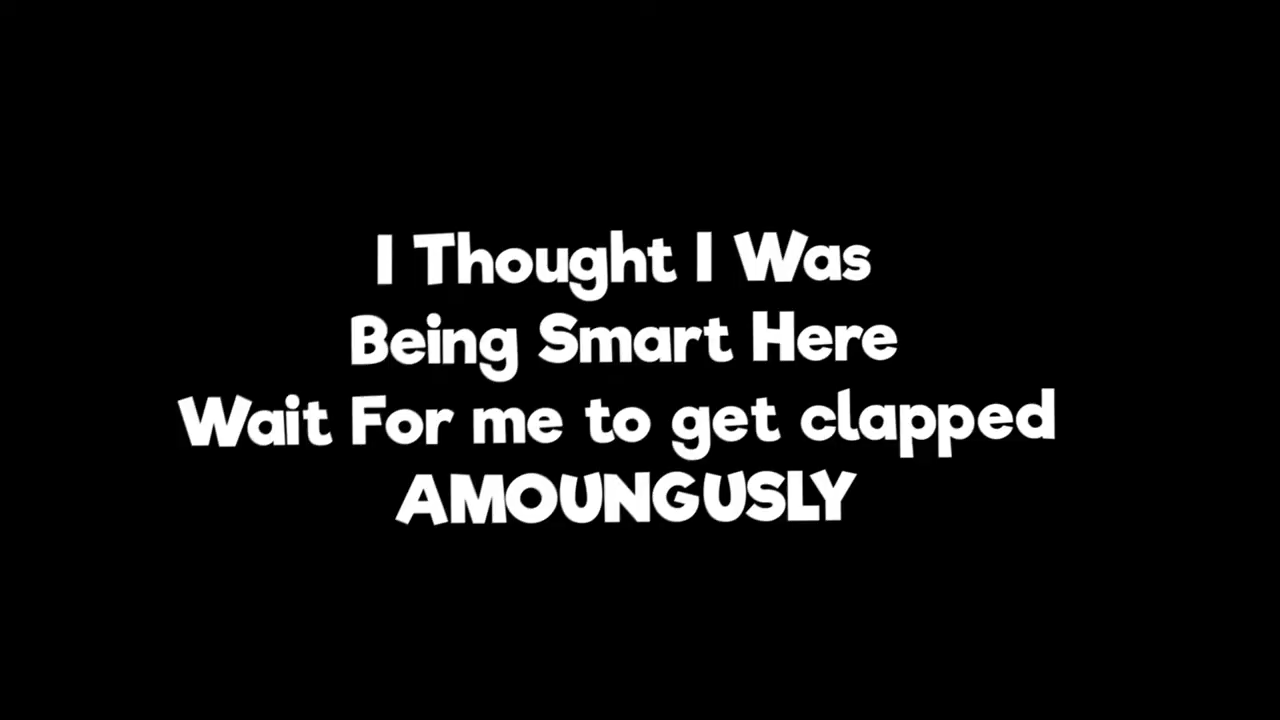 I Thought I Was
Being Smart Here
Wait For me to get clapped
AMOUNGUSLY